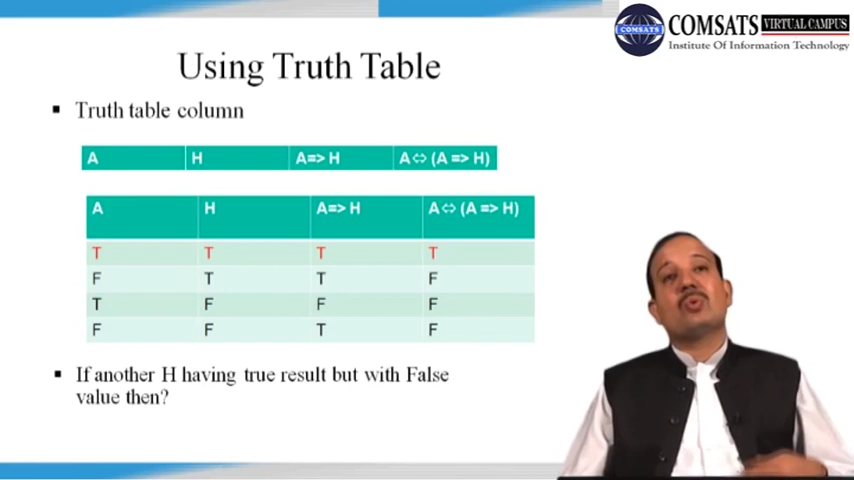 COMSATS VIRTUAL CAMPUS
COMSATS
Institute Of Information Technology
Using Truth Table
Truth table column
A H A=> H A⇔ (A => H)
A H A=> H A⇔ (A => H)
T T T T
F T T F
T F F F
F F T F
If another H having true result but with False
value then?